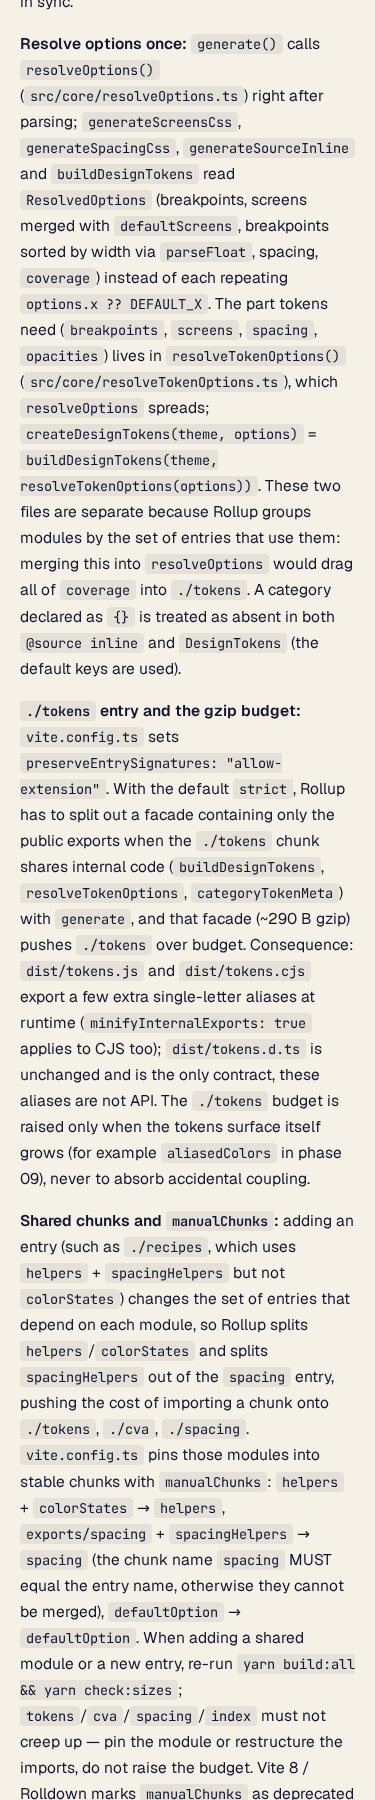 in sync.
Resolve options once: generate() calls
resolveOptions()
(src/core/resolveOptions.ts) right after
parsing; generateScreensCss,
generateSpacingCss, generateSourceInline
and buildDesignTokens read
ResolvedOptions (breakpoints, screens
merged with defaultScreens, breakpoints
sorted by width via parseFloat, spacing,
coverage) instead of each repeating
options.x ?? DEFAULT_X. The part tokens
need (breakpoints, screens, spacing,
opacities) lives in resolveTokenOptions()
(src/core/resolveTokenOptions.ts), which
resolveOptions spreads;
createDesignTokens(theme, options) =
buildDesignTokens(theme,
resolveTokenOptions(options)). These two
files are separate because Rollup groups
modules by the set of entries that use them:
merging this into resolveOptions would drag
all of coverage into ./tokens. A category
declared as {} is treated as absent in both
@source inline and DesignTokens (the
default keys are used).
./tokens entry and the gzip budget:
vite.config.ts sets
preserveEntrySignatures: "allow-
extension". With the default strict, Rollup
has to split out a facade containing only the
public exports when the ./tokens chunk
shares internal code (buildDesignTokens,
resolveTokenOptions, categoryTokenMeta)
with generate, and that facade (~290 B gzip)
pushes ./tokens over budget. Consequence:
dist/tokens.js and dist/tokens.cjs
export a few extra single-letter aliases at
runtime (minifyInternalExports: true
applies to CJS too); dist/tokens.d.ts is
unchanged and is the only contract, these
aliases are not API. The ./tokens budget is
raised only when the tokens surface itself
grows (for example aliasedColors in phase
09), never to absorb accidental coupling.
Shared chunks and manualChunks: adding an
entry (such as ./recipes, which uses
helpers + spacingHelpers but not
colorStates) changes the set of entries that
depend on each module, so Rollup splits
helpers/colorStates and splits
spacingHelpers out of the spacing entry,
pushing the cost of importing a chunk onto
./tokens, ./cva, ./spacing.
vite.config.ts pins those modules into
stable chunks with manualChunks: helpers
+ colorStates → helpers,
exports/spacing + spacingHelpers →
spacing (the chunk name spacing MUST
equal the entry name, otherwise they cannot
be merged), defaultOption →
defaultOption. When adding a shared
module or a new entry, re-run yarn build:all
&& yarn check:sizes;
tokens/cva/spacing/index must not
creep up — pin the module or restructure the
imports, do not raise the budget. Vite 8 /
Rolldown marks manualChunks as deprecated